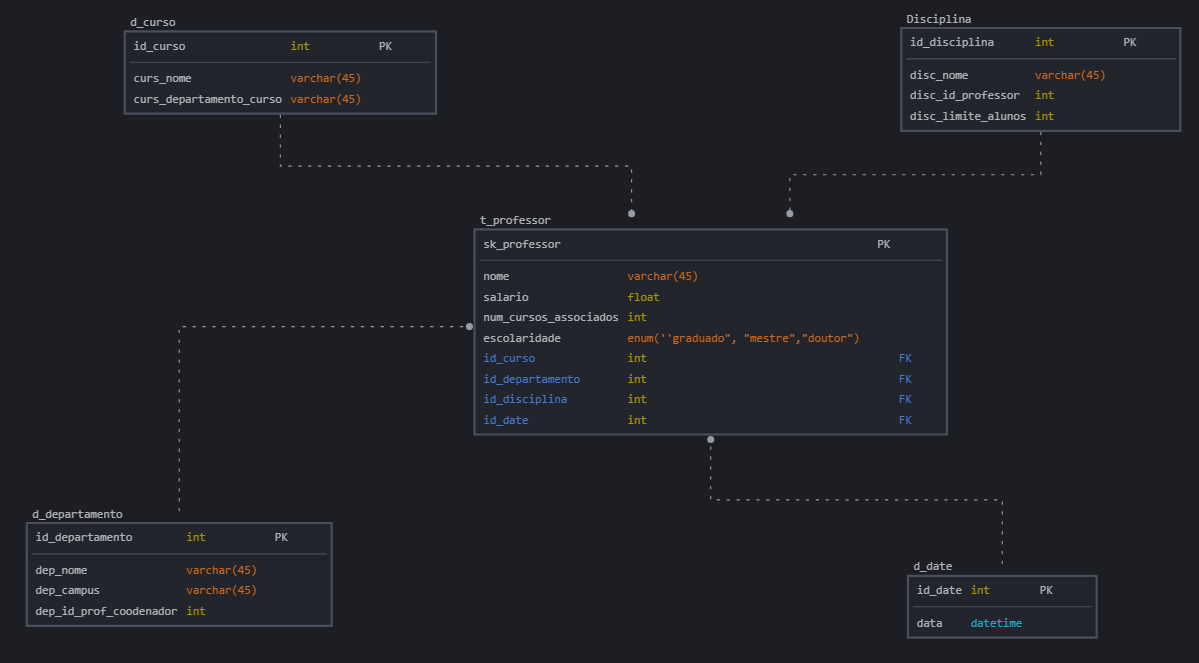 d_curso
id_curso int PK
curs_nome varchar(45)
curs_departamento_curso varchar(45)
Disciplina
id_disciplina int PK
disc_nome varchar(45)
disc_id_professor int
disc_limite_alunos int
t_professor
sk_professor PK
nome varchar(45)
salario float
num_cursos_associados int
escolaridade enum(''graduado", "mestre","doutor")
id_curso int FK
id_departamento int FK
id_disciplina int FK
id_date int FK
d_departamento
id_departamento int PK
dep_nome varchar(45)
dep_campus varchar(45)
dep_id_prof_coodenador int
d_date
id_date int PK
data datetime